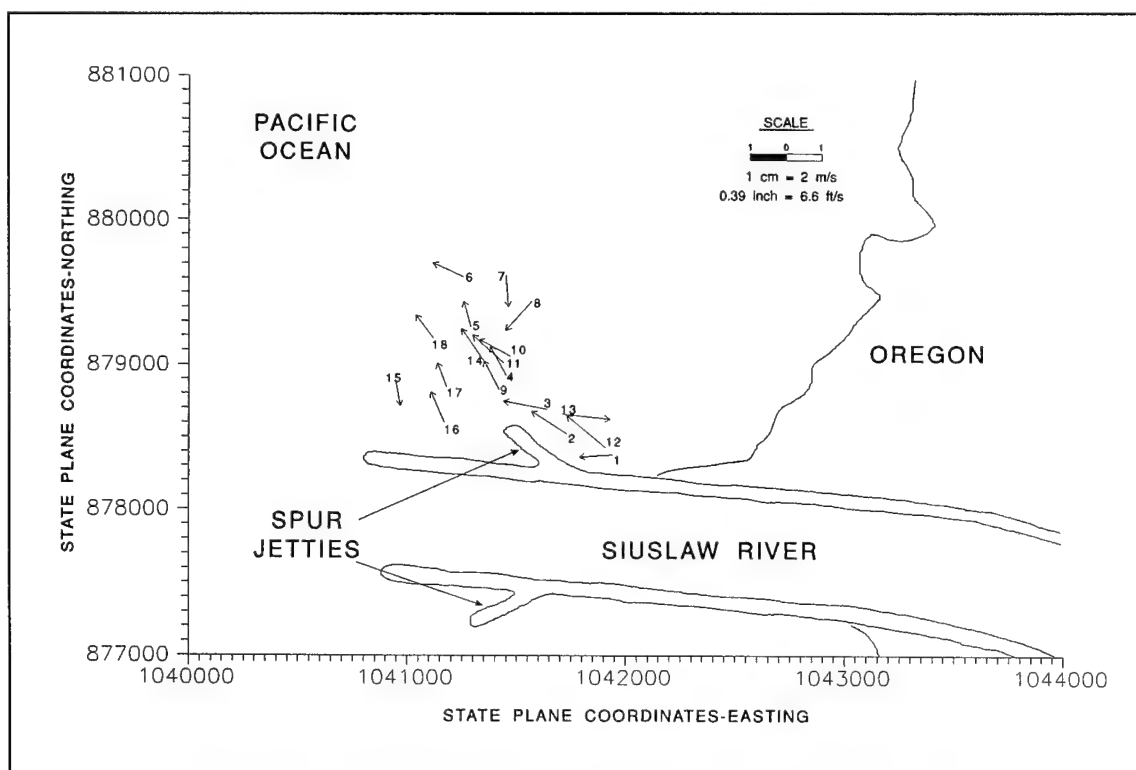 881000
880000
879000
878000
877000
STATE PLANE COORDINATES-NORTHING
PACIFIC
OCEAN
SCALE
1 0 1
1 cm = 2 m/s
0.39 Inch = 6.6 ft/s
OREGON
6
7
8
5
18
10
14
11
4
15
17
9
3
13
16
2
12
1
SPUR
JETTIES
SIUSLAW RIVER
1040000 1041000 1042000 1043000 1044000
STATE PLANE COORDINATES-EASTING